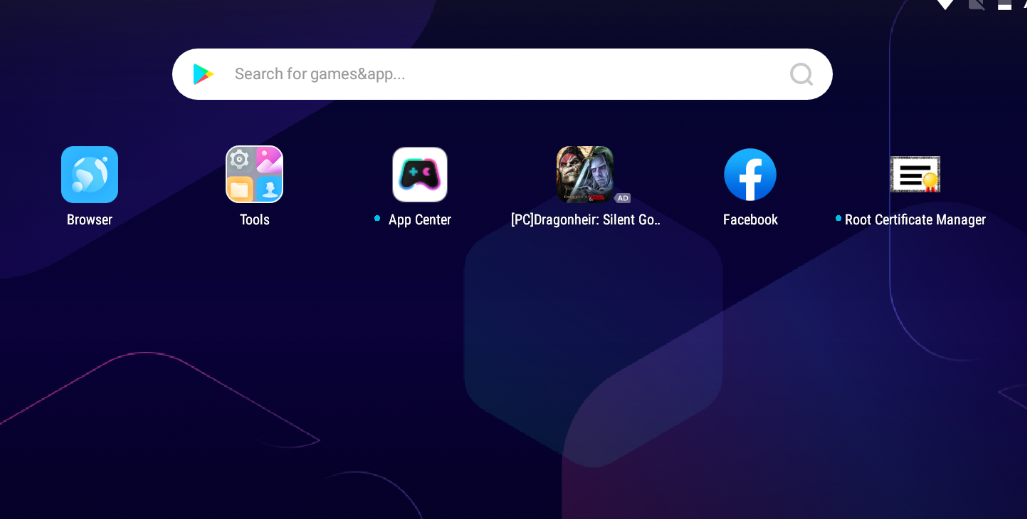 Search for games&app...
Browser
Tools
App Center
AD
[PC]Dragonheir: Silent Go..
Facebook
Root Certificate Manager